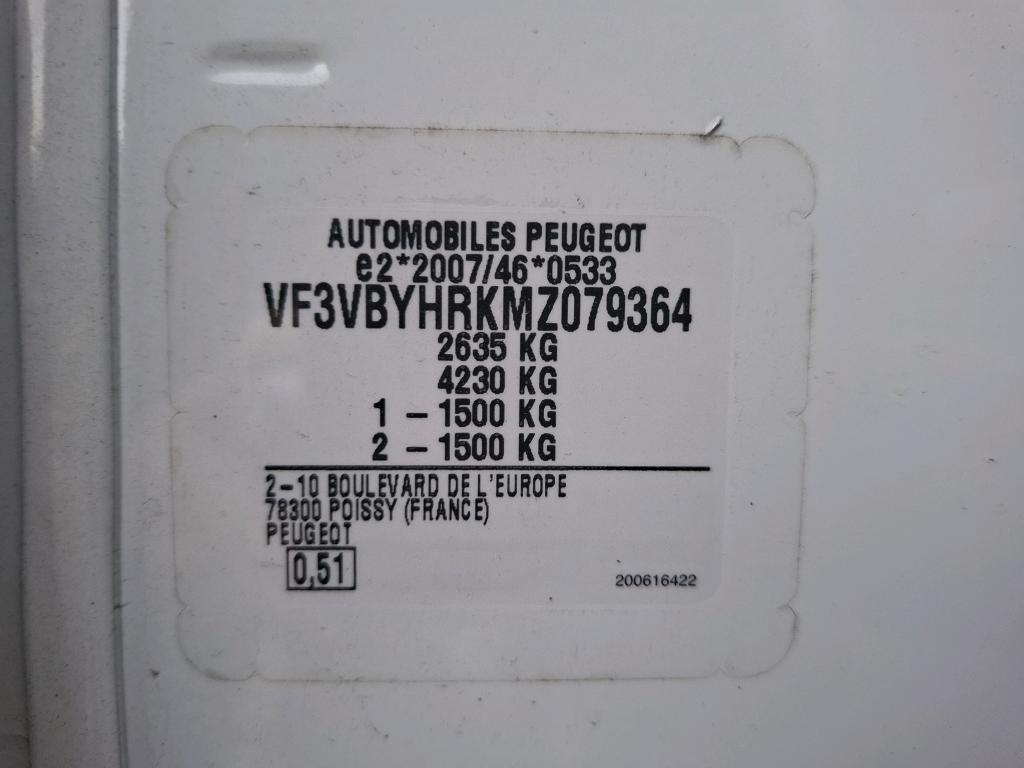 AUTOMOBILES PEUGEOT
e2*2007/46*0533
VF3VBYHRKMZ079364
2635 KG
4230 KG
1 – 1500 KG
2 – 1500 KG
2–10 BOULEVARD DE L'EUROPE
78300 POISSY (FRANCE)
PEUGEOT
0,51
200616422